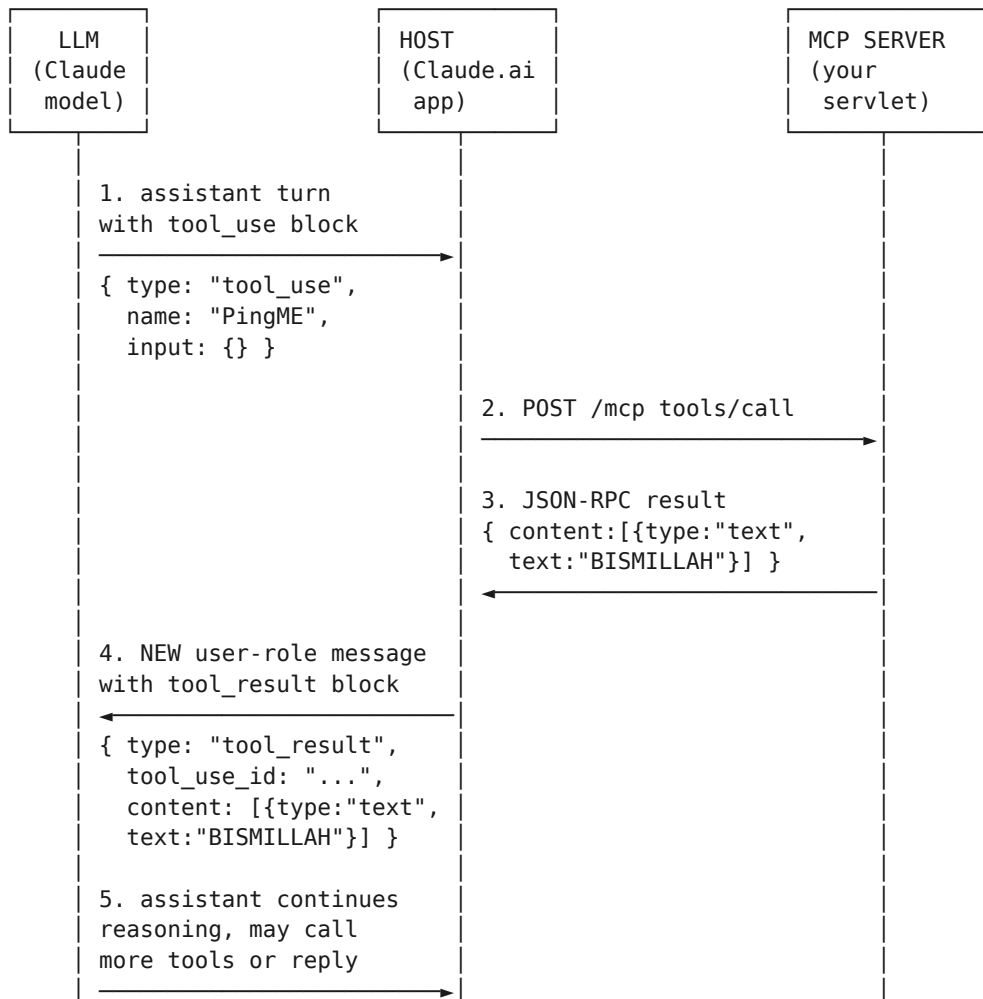 LLM
(Claude
model)
HOST
(Claude.ai
app)
MCP SERVER
(your
servlet)
1. assistant turn
with tool_use block
{ type: "tool_use",
name: "PingME",
input: {} }
2. POST /mcp tools/call
3. JSON-RPC result
{ content:[{type:"text",
text:"BISMILLAH"}] }
4. NEW user-role message
with tool_result block
{ type: "tool_result",
tool_use_id: "...",
content: [{type:"text",
text:"BISMILLAH"}] }
5. assistant continues
reasoning, may call
more tools or reply